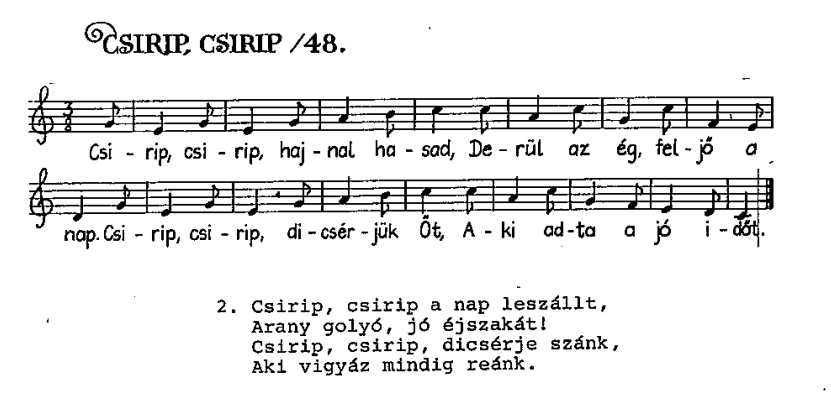 CSIRIP, CSIRIP /48.
3
8
Csi - rip, csi - rip, haj - nal ha - sad, De - rül az ég, fel - jő a
nap. Csi - rip, csi - rip, di - csér - jük Őt, A - ki ad - ta a jó i - dőt.
2. Csirip, csirip a nap leszállt,
Arany golyó, jó éjszakát!
Csirip, csirip, dicsérje szánk,
Aki vigyáz mindig reánk.